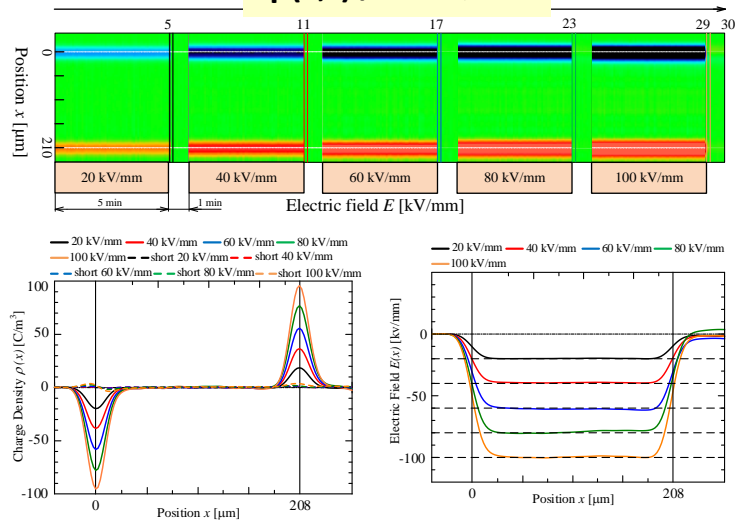 5 11 17 23 29 30
Position x [µm]
0
210
20 kV/mm 40 kV/mm 60 kV/mm 80 kV/mm 100 kV/mm
5 min 1 min Electric field E [kV/mm]
20 kV/mm 40 kV/mm 60 kV/mm 80 kV/mm
100 kV/mm short 20 kV/mm short 40 kV/mm
short 60 kV/mm short 80 kV/mm short 100 kV/mm
Charge Density ρ (x) [C/m³]
100
50
0
-50
-100
0 208
Position x [µm]
20 kV/mm 40 kV/mm 60 kV/mm 80 kV/mm
100 kV/mm
Electric Field E(x) [kv/mm]
0
-50
-100
0 208
Position x [µm]